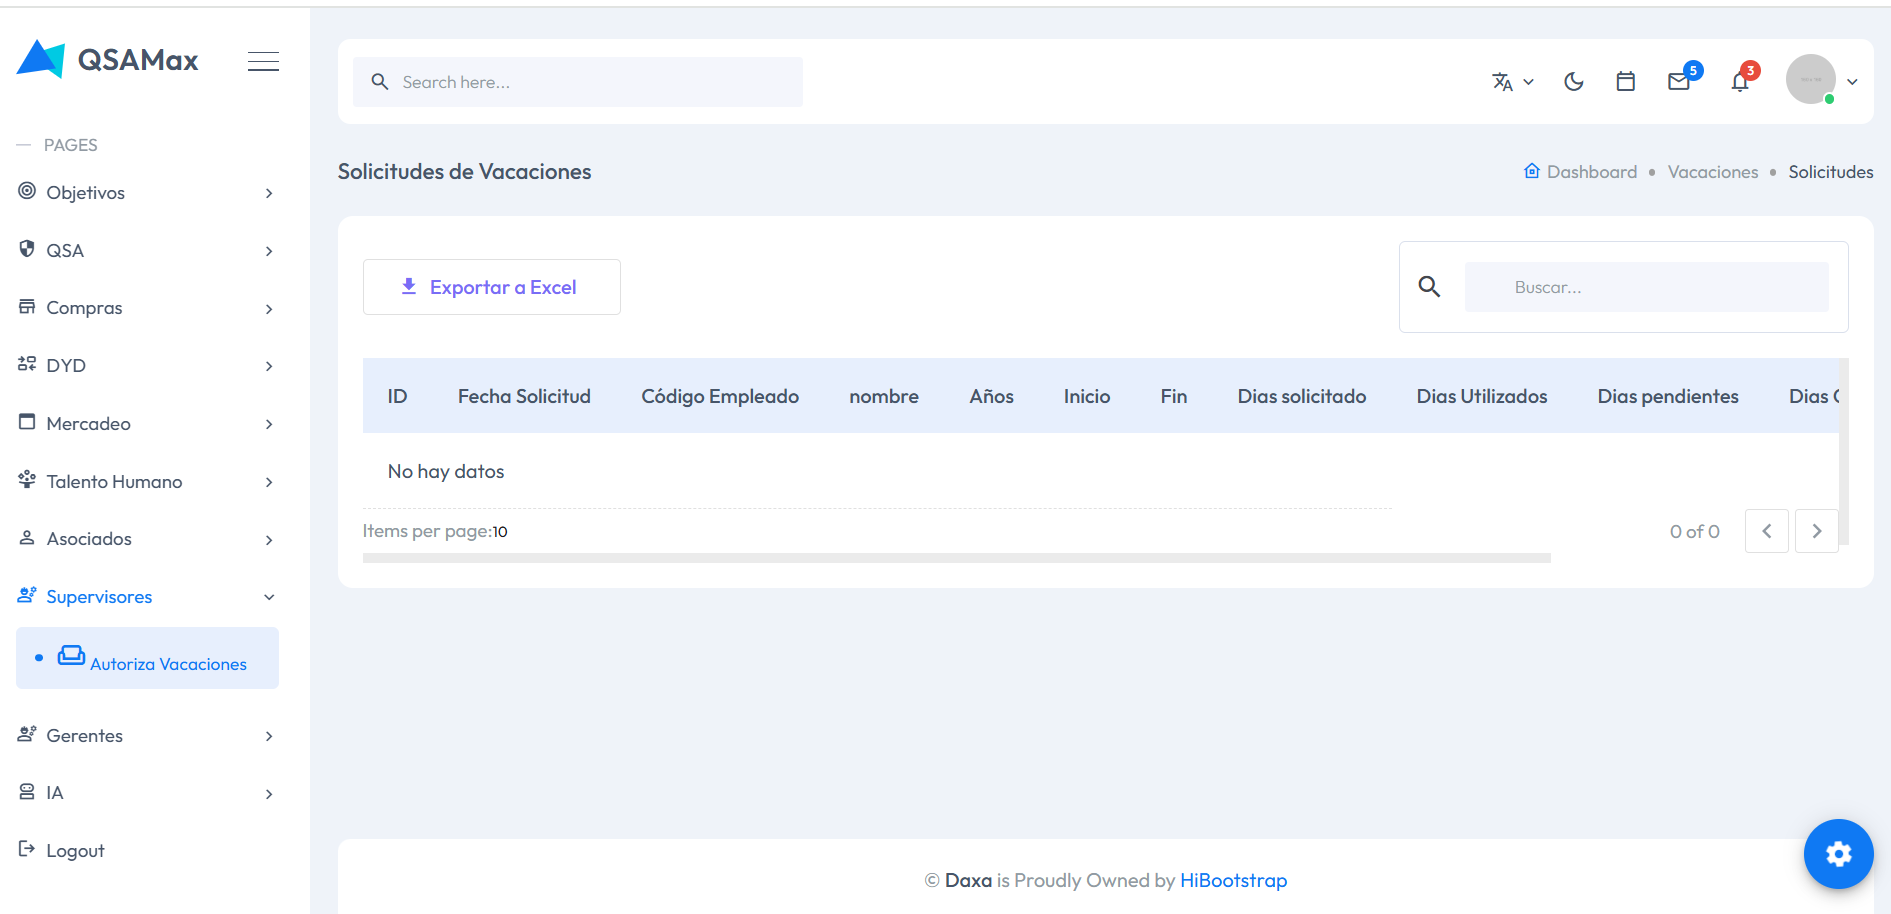 QSAMax
Search here...
5
3
PAGES
Objetivos
QSA
Compras
DYD
Mercadeo
Talento Humano
Asociados
Supervisores
Autoriza Vacaciones
Gerentes
IA
Logout
Solicitudes de Vacaciones
Dashboard Vacaciones Solicitudes
Exportar a Excel
Buscar...
ID Fecha Solicitud Código Empleado nombre Años Inicio Fin Dias solicitado Dias Utilizados Dias pendientes Dias
No hay datos
Items per page:10
0 of 0
© Daxa is Proudly Owned by HiBootstrap